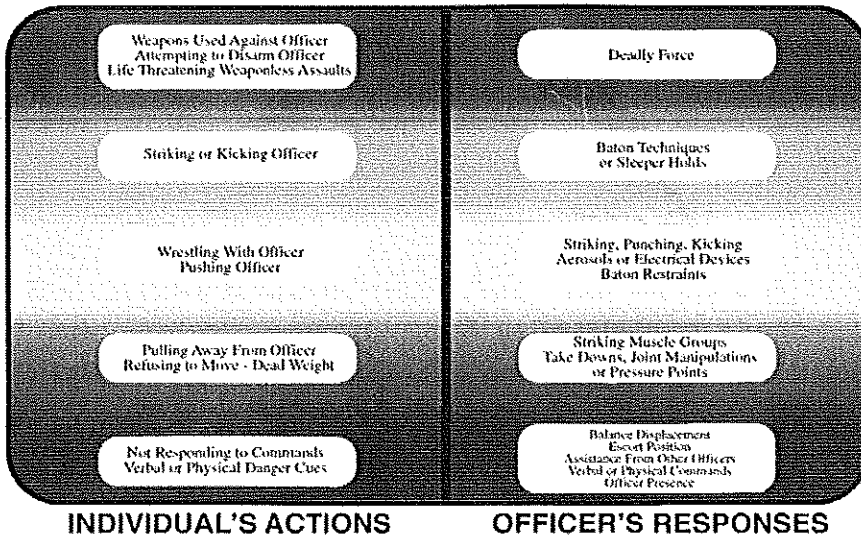 Weapons Used Against Officer
Attempting to Disarm Officer
Life Threatening Weaponless Assaults
Deadly Force
Striking or Kicking Officer
Baton Techniques
or Sleeper Holds
Wrestling With Officer
Pushing Officer
Striking, Punching, Kicking
Aerosols or Electrical Devices
Baton Restraints
Pulling Away From Officer
Refusing to Move - Dead Weight
Striking Muscle Groups
Take Downs, Joint Manipulations
or Pressure Points
Not Responding to Commands
Verbal or Physical Danger Cues
Balance Displacement
Escort Position
Assistance From Other Officers
Verbal or Physical Commands
Officer Presence
INDIVIDUAL'S ACTIONS
OFFICER'S RESPONSES